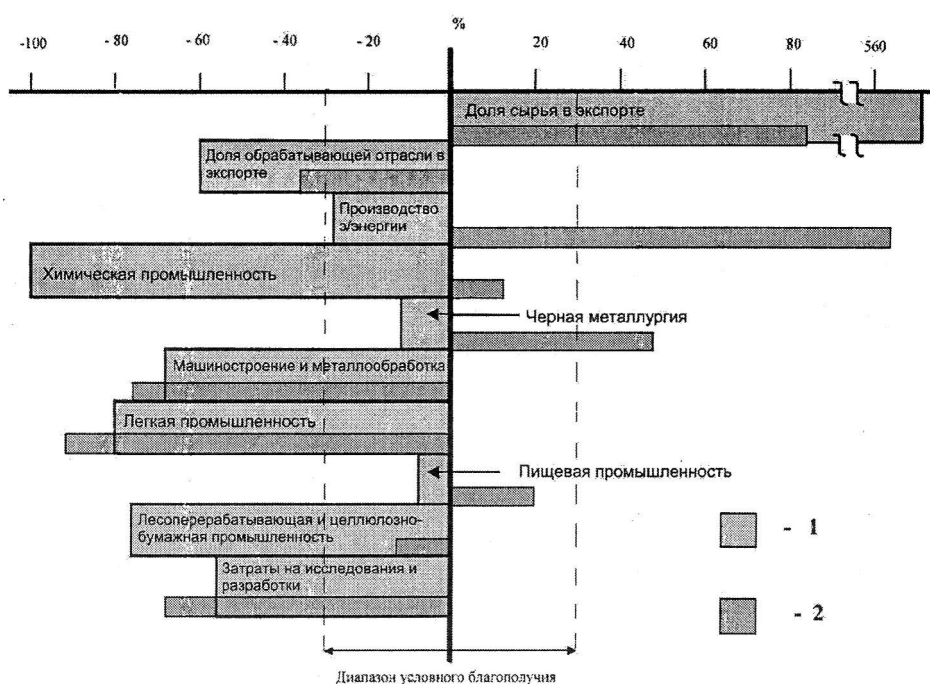 %
-100 - 80 - 60 - 20 20 40 60 80 560
Доля сырья в экспорте
Доля обрабатывающей отрасли в
экспорте
Производство
э/энергии
Химическая промышленность
Черная металлургия
Машиностроение и металлообработка
Легкая промышленность
Пищевая промышленность
Лесоперерабатывающая и целлюлозно-
бумажная промышленность
- 1
Затраты на исследования и
разработки
- 2
Диапазон условного благополучия